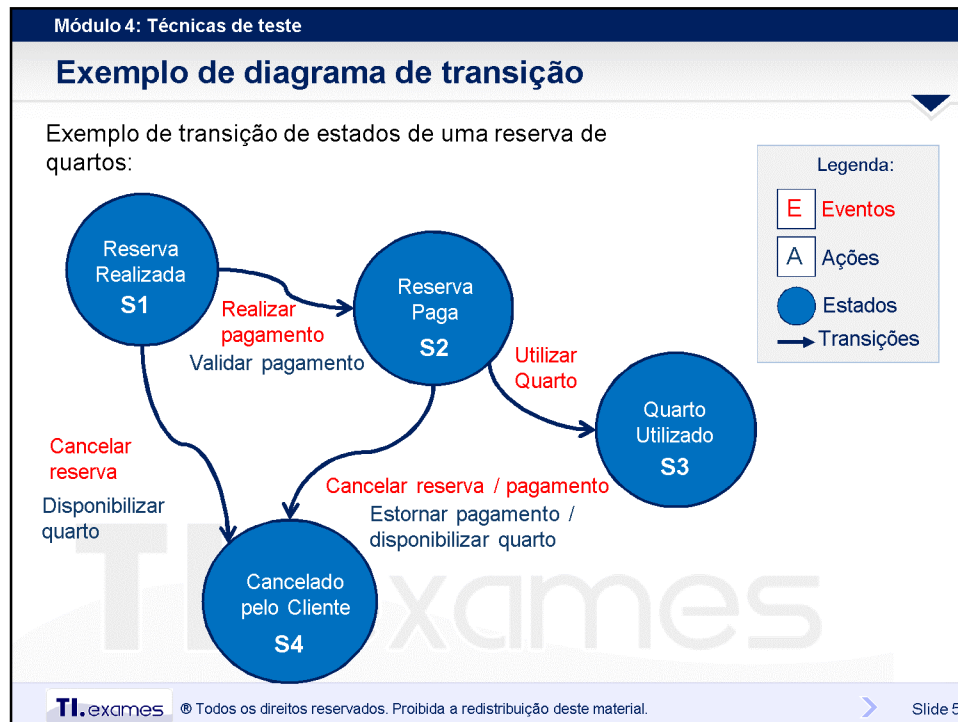 Módulo 4: Técnicas de teste
Exemplo de diagrama de transição
Exemplo de transição de estados de uma reserva de
quartos:
Legenda:
E Eventos
A Ações
Estados
Transições
Reserva
Realizada
S1
Realizar
pagamento
Validar pagamento
Reserva
Paga
S2
Utilizar
Quarto
Quarto
Utilizado
S3
Cancelar
reserva
Disponibilizar
quarto
Cancelar reserva / pagamento
Estornar pagamento /
disponibilizar quarto
Cancelado
pelo Cliente
S4
TI.exames
TI.exames ® Todos os direitos reservados. Proibida a redistribuição deste material.
Slide 5